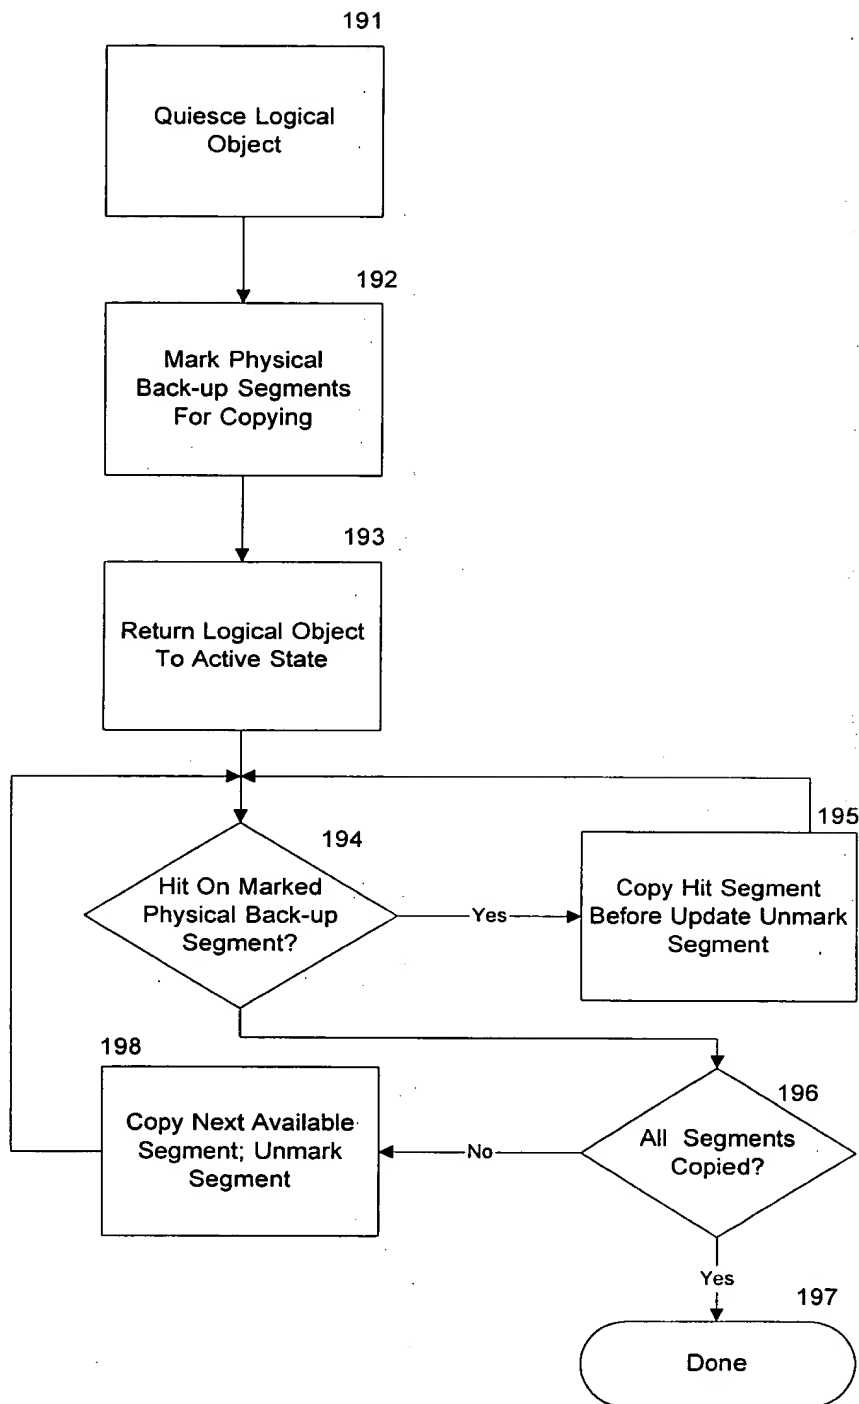 191
Quiesce Logical
Object
192
Mark Physical
Back-up Segments
For Copying
193
Return Logical Object
To Active State
194
Hit On Marked
Physical Back-up
Segment?
Yes
195
Copy Hit Segment
Before Update Unmark
Segment
198
Copy Next Available
Segment; Unmark
Segment
No
196
All Segments
Copied?
Yes
197
Done